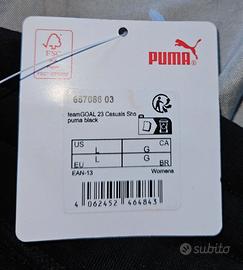 FSC
PUMA
657086 03
teamGOAL 23 Casuals Sho
puma black
US L G CA
EU L G BR
EAN-13 Womens
4 062452 464843
subito